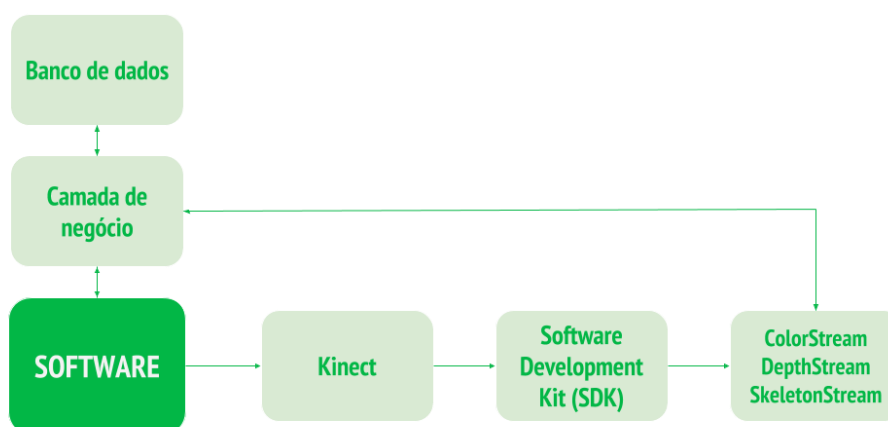 Banco de dados
Camada de
negócio
SOFTWARE
Kinect
Software
Development
Kit (SDK)
ColorStream
DepthStream
SkeletonStream